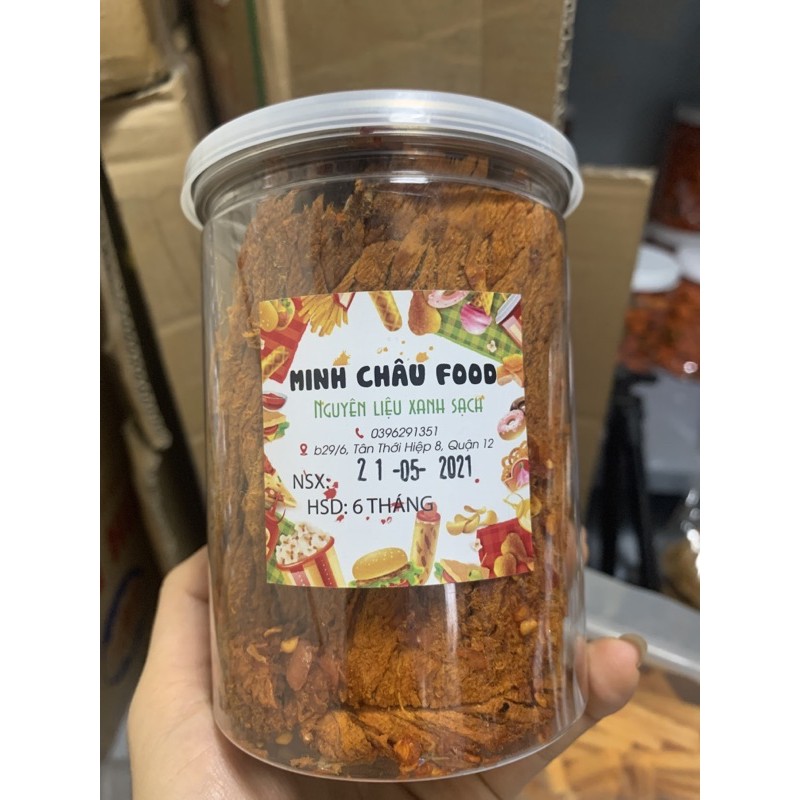 MINH CHÂU FOOD
NGUYÊN LIỆU XANH SẠCH
0396291351
b29/6, Tân Thới Hiệp 8, Quận 12
NSX: 21-05-2021
HSD: 6 THÁNG